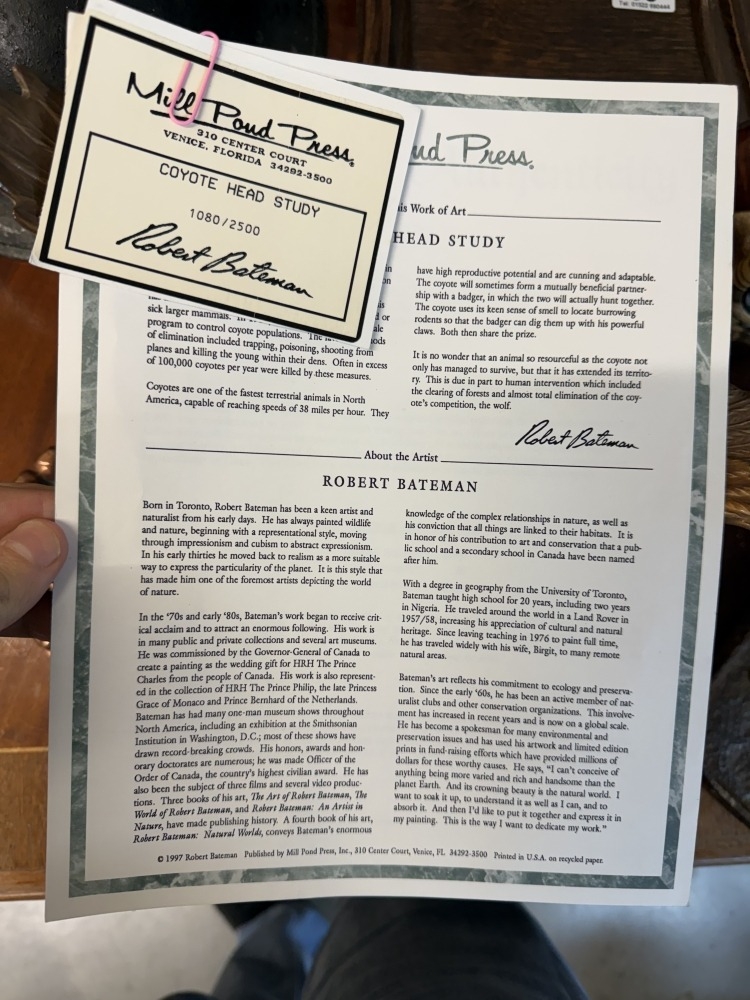 Mill Pond Press.
310 CENTER COURT
VENICE, FLORIDA 34292-3500
COYOTE HEAD STUDY
1080/2500
Robert Bateman
nd Press.
is Work of Art
HEAD STUDY
sick larger mammals.
program to control coyote populations. The
of elimination included trapping, poisoning, shooting from
planes and killing the young within their dens. Often in excess
of 100,000 coyotes per year were killed by these measures.
Coyotes are one of the fastest terrestrial animals in North
America, capable of reaching speeds of 38 miles per hour. They
have high reproductive potential and are cunning and adaptable.
The coyote will sometimes form a mutually beneficial partner-
ship with a badger, in which the two will actually hunt together.
The coyote uses its keen sense of smell to locate burrowing
rodents so that the badger can dig them up with his powerful
claws. Both then share the prize.
It is no wonder that an animal so resourceful as the coyote not
only has managed to survive, but that it has extended its territo-
ry. This is due in part to human intervention which included
the clearing of forests and almost total elimination of the coy-
ote's competition, the wolf.
Robert Bateman
About the Artist
ROBERT BATEMAN
Born in Toronto, Robert Bateman has been a keen artist and
naturalist from his early days. He has always painted wildlife
and nature, beginning with a representational style, moving
through impressionism and cubism to abstract expressionism.
In his early thirties he moved back to realism as a more suitable
way to express the particularity of the planet. It is this style that
has made him one of the foremost artists depicting the world
of nature.
In the '70s and early '80s, Bateman's work began to receive crit-
ical acclaim and to attract an enormous following. His work is
in many public and private collections and several art museums.
He was commissioned by the Governor-General of Canada to
create a painting as the wedding gift for HRH The Prince
Charles from the people of Canada. His work is also represent-
ed in the collection of HRH The Prince Philip, the late Princess
Grace of Monaco and Prince Bernhard of the Netherlands.
Bateman has had many one-man museum shows throughout
North America, including an exhibition at the Smithsonian
Institution in Washington, D.C.; most of these shows have
drawn record-breaking crowds. His honors, awards and hon-
orary doctorates are numerous; he was made Officer of the
Order of Canada, the country's highest civilian award. He has
also been the subject of three films and several video produc-
tions. Three books of his art, The Art of Robert Bateman, The
World of Robert Bateman, and Robert Bateman: An Artist in
Nature, have made publishing history. A fourth book of his art,
Robert Bateman: Natural Worlds, conveys Bateman's enormous
knowledge of the complex relationships in nature, as well as
his conviction that all things are linked to their habitats. It is
in honor of his contribution to art and conservation that a pub-
lic school and a secondary school in Canada have been named
after him.
With a degree in geography from the University of Toronto,
Bateman taught high school for 20 years, including two years
in Nigeria. He traveled around the world in a Land Rover in
1957/58, increasing his appreciation of cultural and natural
heritage. Since leaving teaching in 1976 to paint full time,
he has traveled widely with his wife, Birgit, to many remote
natural areas.
Bateman's art reflects his commitment to ecology and preserva-
tion. Since the early '60s, he has been an active member of nat-
uralist clubs and other conservation organizations. This involve-
ment has increased in recent years and is now on a global scale.
He has become a spokesman for many environmental and
preservation issues and has used his artwork and limited edition
prints in fund-raising efforts which have provided millions of
dollars for these worthy causes. He says, "I can't conceive of
anything being more varied and rich and handsome than the
planet Earth. And its crowning beauty is the natural world. I
want to soak it up, to understand it as well as I can, and to
absorb it. And then I'd like to put it together and express it in
my painting. This is the way I want to dedicate my work."
© 1997 Robert Bateman Published by Mill Pond Press, Inc., 310 Center Court, Venice, FL 34292-3500 Printed in U.S.A. on recycled paper.